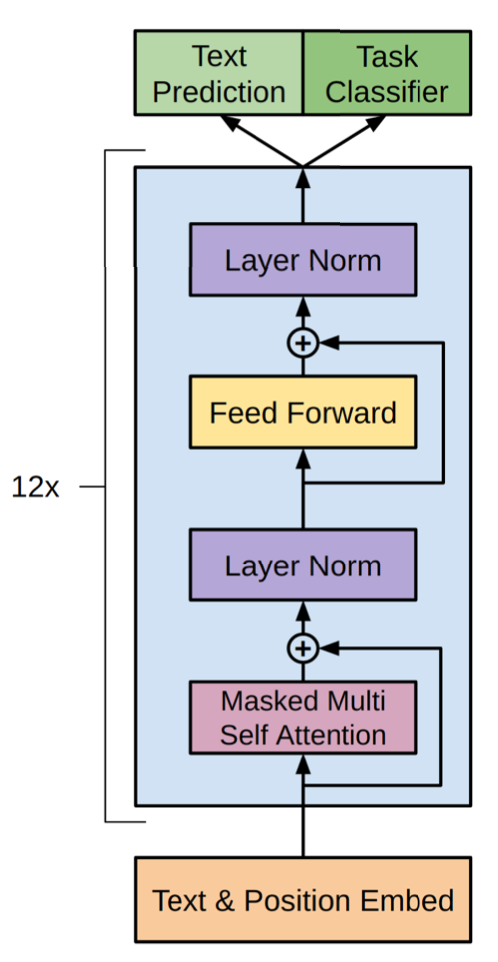 Text
Prediction
Task
Classifier
Layer Norm
+
Feed Forward
12x
Layer Norm
+
Masked Multi
Self Attention
Text & Position Embed